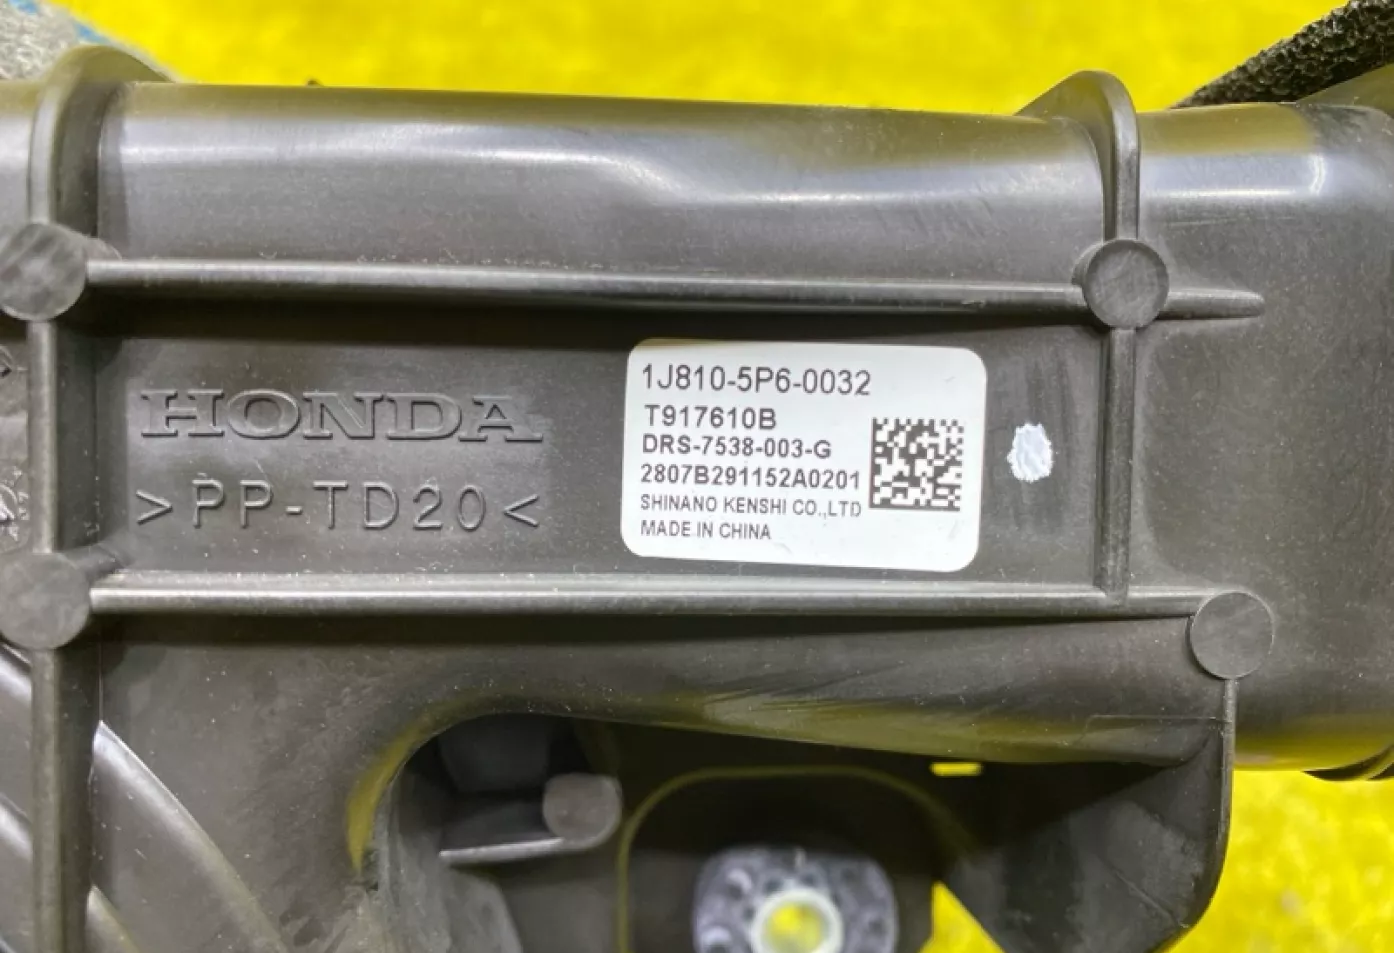 HONDA
>PP-TD20<
1J810-5P6-0032
T917610B
DRS-7538-003-G
2807B291152A0201
SHINANO KENSHI CO.,LTD
MADE IN CHINA